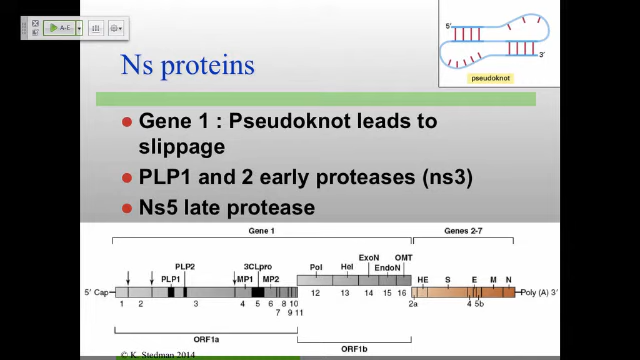 A-E
Ns proteins
5'
3'
pseudoknot
Gene 1 : Pseudoknot leads to
slippage
PLP1 and 2 early proteases (ns3)
Ns5 late protease
Gene 1
Genes 2-7
ExoN OMT
PLP2 3CLpro Pol Hel EndoN
PLP1 MP1 MP2 HE S E M N
5' Cap Poly (A) 3'
12 13 14 15 16
1 2 3 4 5 6 8 10 2a 4 5b
7 9 11
ORF1a
ORF1b
© K. Stedman 2014